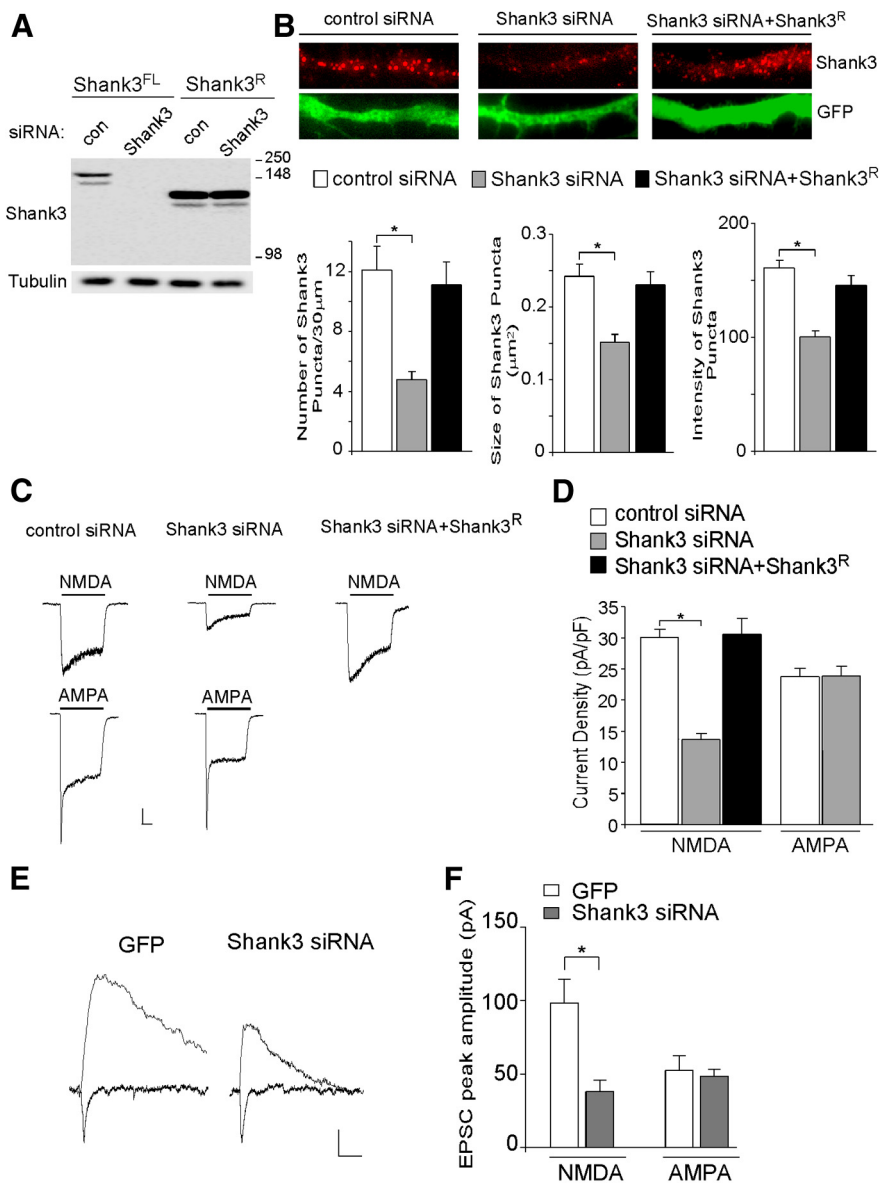 A
Shank3FL Shank3R
siRNA: con Shank3 con Shank3
250
148
Shank3
98
Tubulin
B
control siRNA Shank3 siRNA Shank3 siRNA+Shank3R
Shank3
GFP
control siRNA Shank3 siRNA Shank3 siRNA+Shank3R
Number of Shank3
Puncta/30μm
12
8
4
0
*
Size of Shank3 Puncta
(μm2)
0.3
0.2
0.1
0
*
Intensity of Shank3
Puncta
200
100
0
*
C
control siRNA Shank3 siRNA Shank3 siRNA+Shank3R
NMDA NMDA NMDA
AMPA AMPA
D
control siRNA
Shank3 siRNA
Shank3 siRNA+Shank3R
Current Density (pA/pF)
35
30
25
20
15
10
5
0
*
NMDA AMPA
E
GFP Shank3 siRNA
F
GFP
Shank3 siRNA
EPSC peak amplitude (pA)
150
100
50
0
*
NMDA AMPA